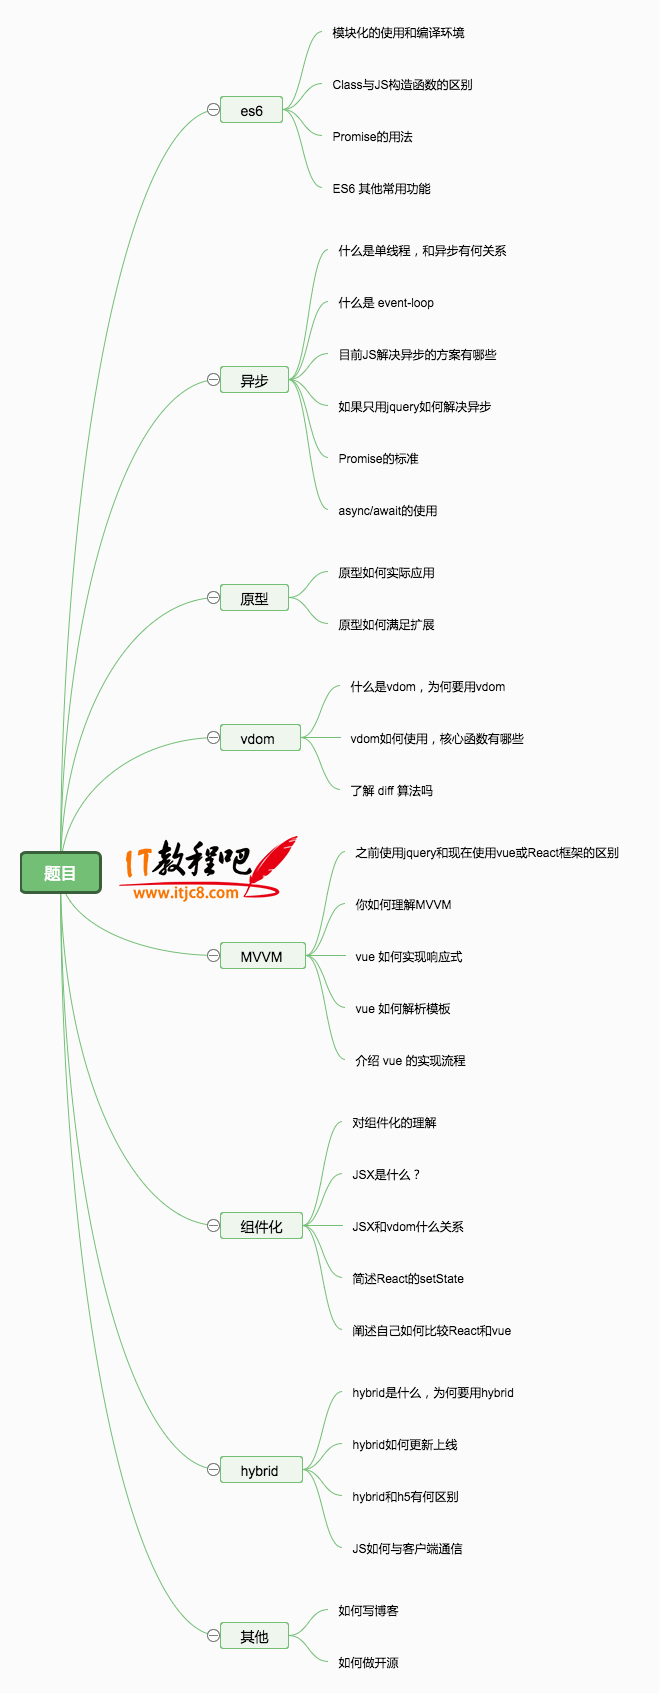 题目
es6
模块化的使用和编译环境
Class与JS构造函数的区别
Promise的用法
ES6 其他常用功能
异步
什么是单线程，和异步有何关系
什么是 event-loop
目前JS解决异步的方案有哪些
如果只用jquery如何解决异步
Promise的标准
async/await的使用
原型
原型如何实际应用
原型如何满足扩展
vdom
什么是vdom，为何要用vdom
vdom如何使用，核心函数有哪些
了解 diff 算法吗
IT教程吧
www.itjc8.com
MVVM
之前使用jquery和现在使用vue或React框架的区别
你如何理解MVVM
vue 如何实现响应式
vue 如何解析模板
介绍 vue 的实现流程
组件化
对组件化的理解
JSX是什么？
JSX和vdom什么关系
简述React的setState
阐述自己如何比较React和vue
hybrid
hybrid是什么，为何要用hybrid
hybrid如何更新上线
hybrid和h5有何区别
JS如何与客户端通信
其他
如何写博客
如何做开源